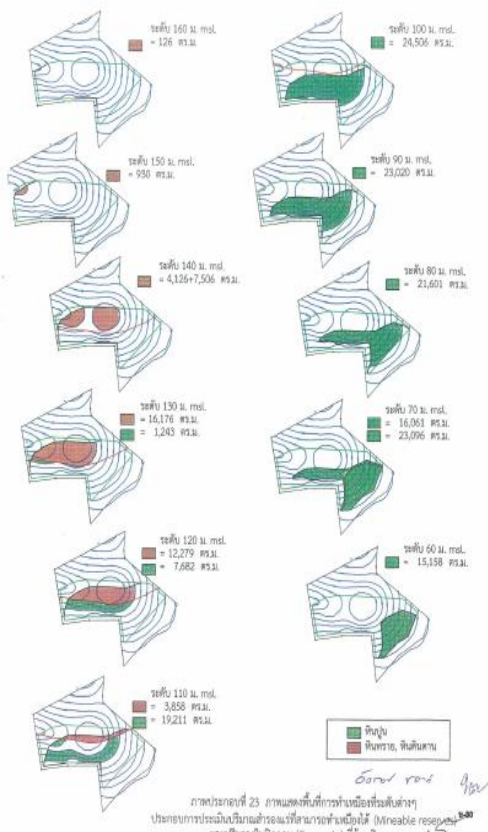 ระดับ 160 ม. msl.
= 126 ตร.ม.
ระดับ 150 ม. msl.
= 930 ตร.ม.
ระดับ 140 ม. msl.
= 4,126+7,506 ตร.ม.
ระดับ 130 ม. msl.
= 16,176 ตร.ม.
= 1,243 ตร.ม.
ระดับ 120 ม. msl.
= 12,279 ตร.ม.
= 7,682 ตร.ม.
ระดับ 110 ม. msl.
= 3,858 ตร.ม.
= 19,211 ตร.ม.
ระดับ 100 ม. msl.
= 24,506 ตร.ม.
ระดับ 90 ม. msl.
= 23,020 ตร.ม.
ระดับ 80 ม. msl.
= 21,601 ตร.ม.
ระดับ 70 ม. msl.
= 16,061 ตร.ม.
= 23,096 ตร.ม.
ระดับ 60 ม. msl.
= 15,158 ตร.ม.
หินปูน
หินทราย, หินดินดาน
ภาพประกอบที่ 23 ภาพแสดงพื้นที่การทำเหมืองที่ระดับต่างๆ
ประกอบการประเมินปริมาณสำรองแร่ที่สามารถทำเหมืองได้ (Mineable reserves)